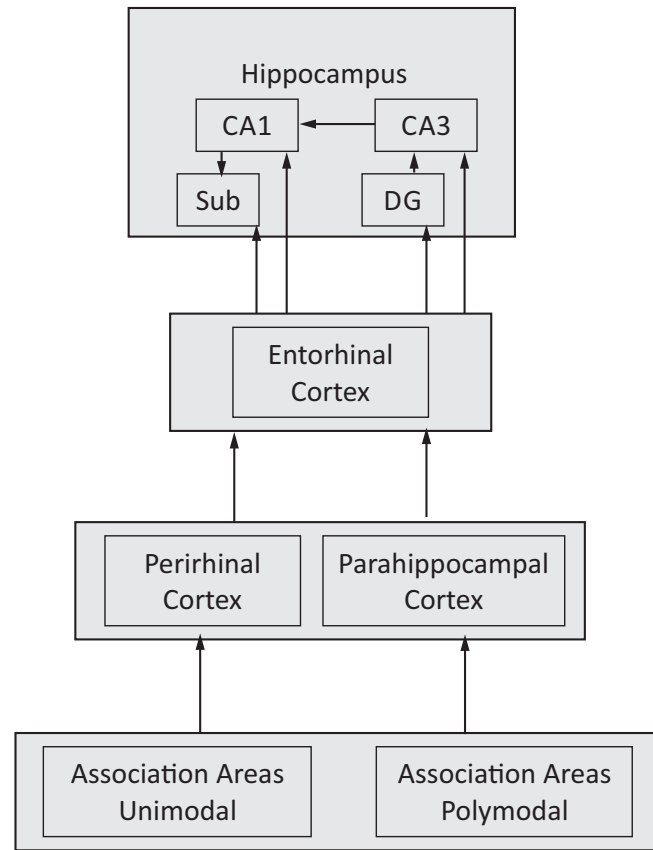 Hippocampus
CA1
CA3
Sub
DG
Entorhinal
Cortex
Perirhinal
Cortex
Parahippocampal
Cortex
Association Areas
Unimodal
Association Areas
Polymodal